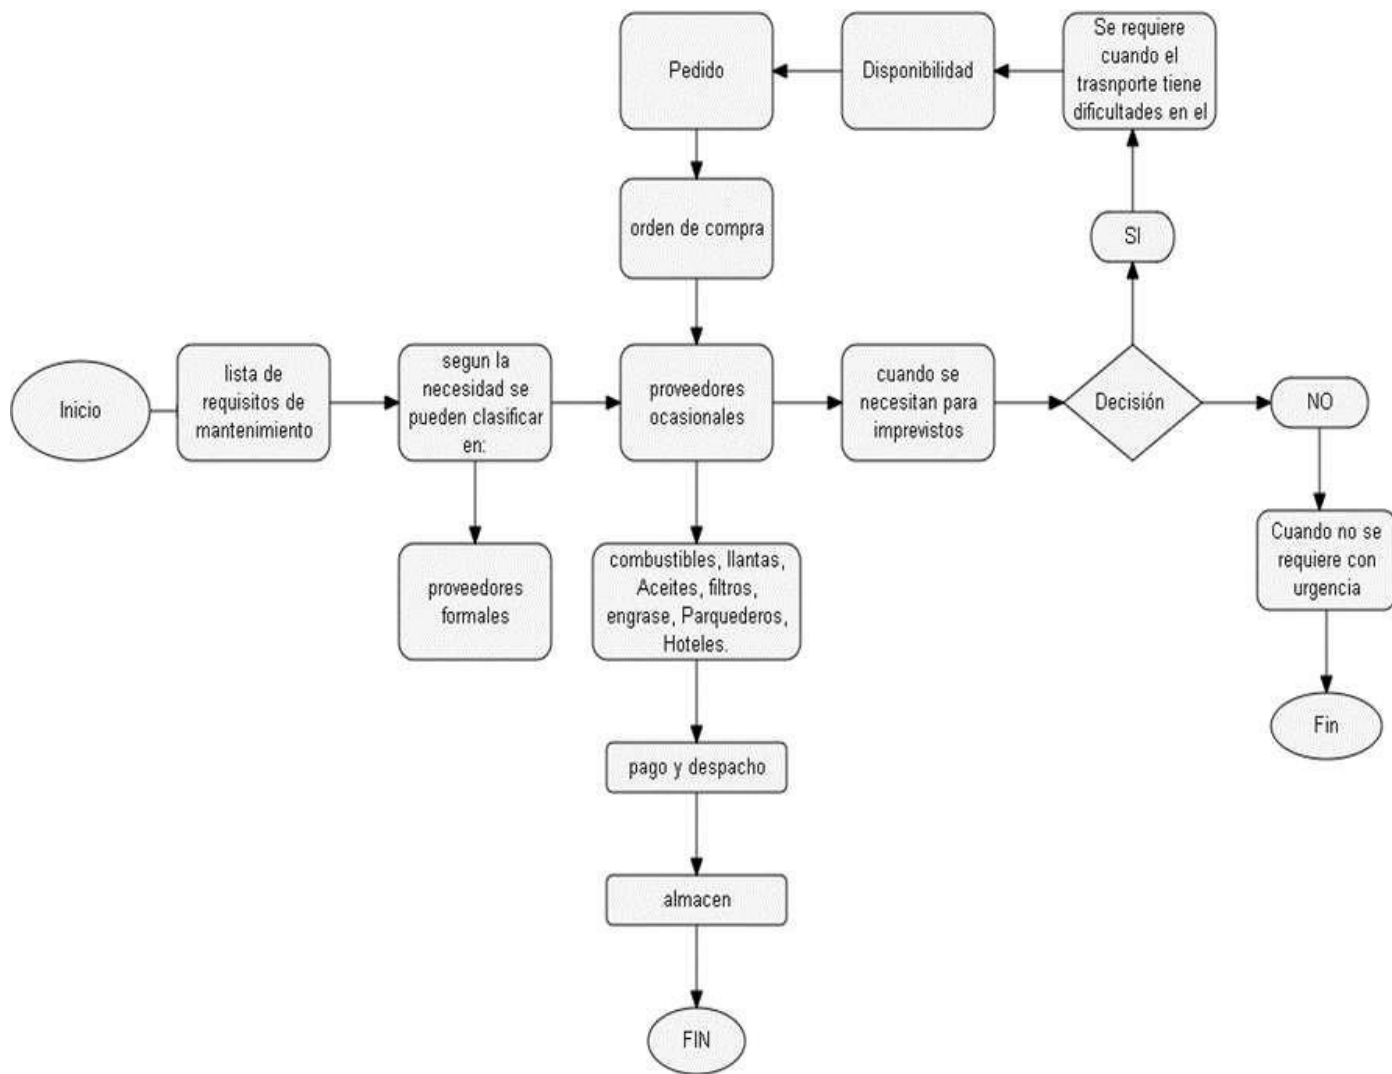 Pedido
Disponibilidad
Se requiere
cuando el
trasnporte tiene
dificultades en el
orden de compra
SI
Inicio
lista de
requisitos de
mantenimiento
segun la
necesidad se
pueden clasificar
en:
proveedores
ocasionales
cuando se
necesitan para
imprevistos
Decisión
NO
proveedores
formales
combustibles, llantas,
Aceites, filtros,
engrase, Parquederos,
Hoteles.
Cuando no se
requiere con
urgencia
Fin
pago y despacho
almacen
FIN